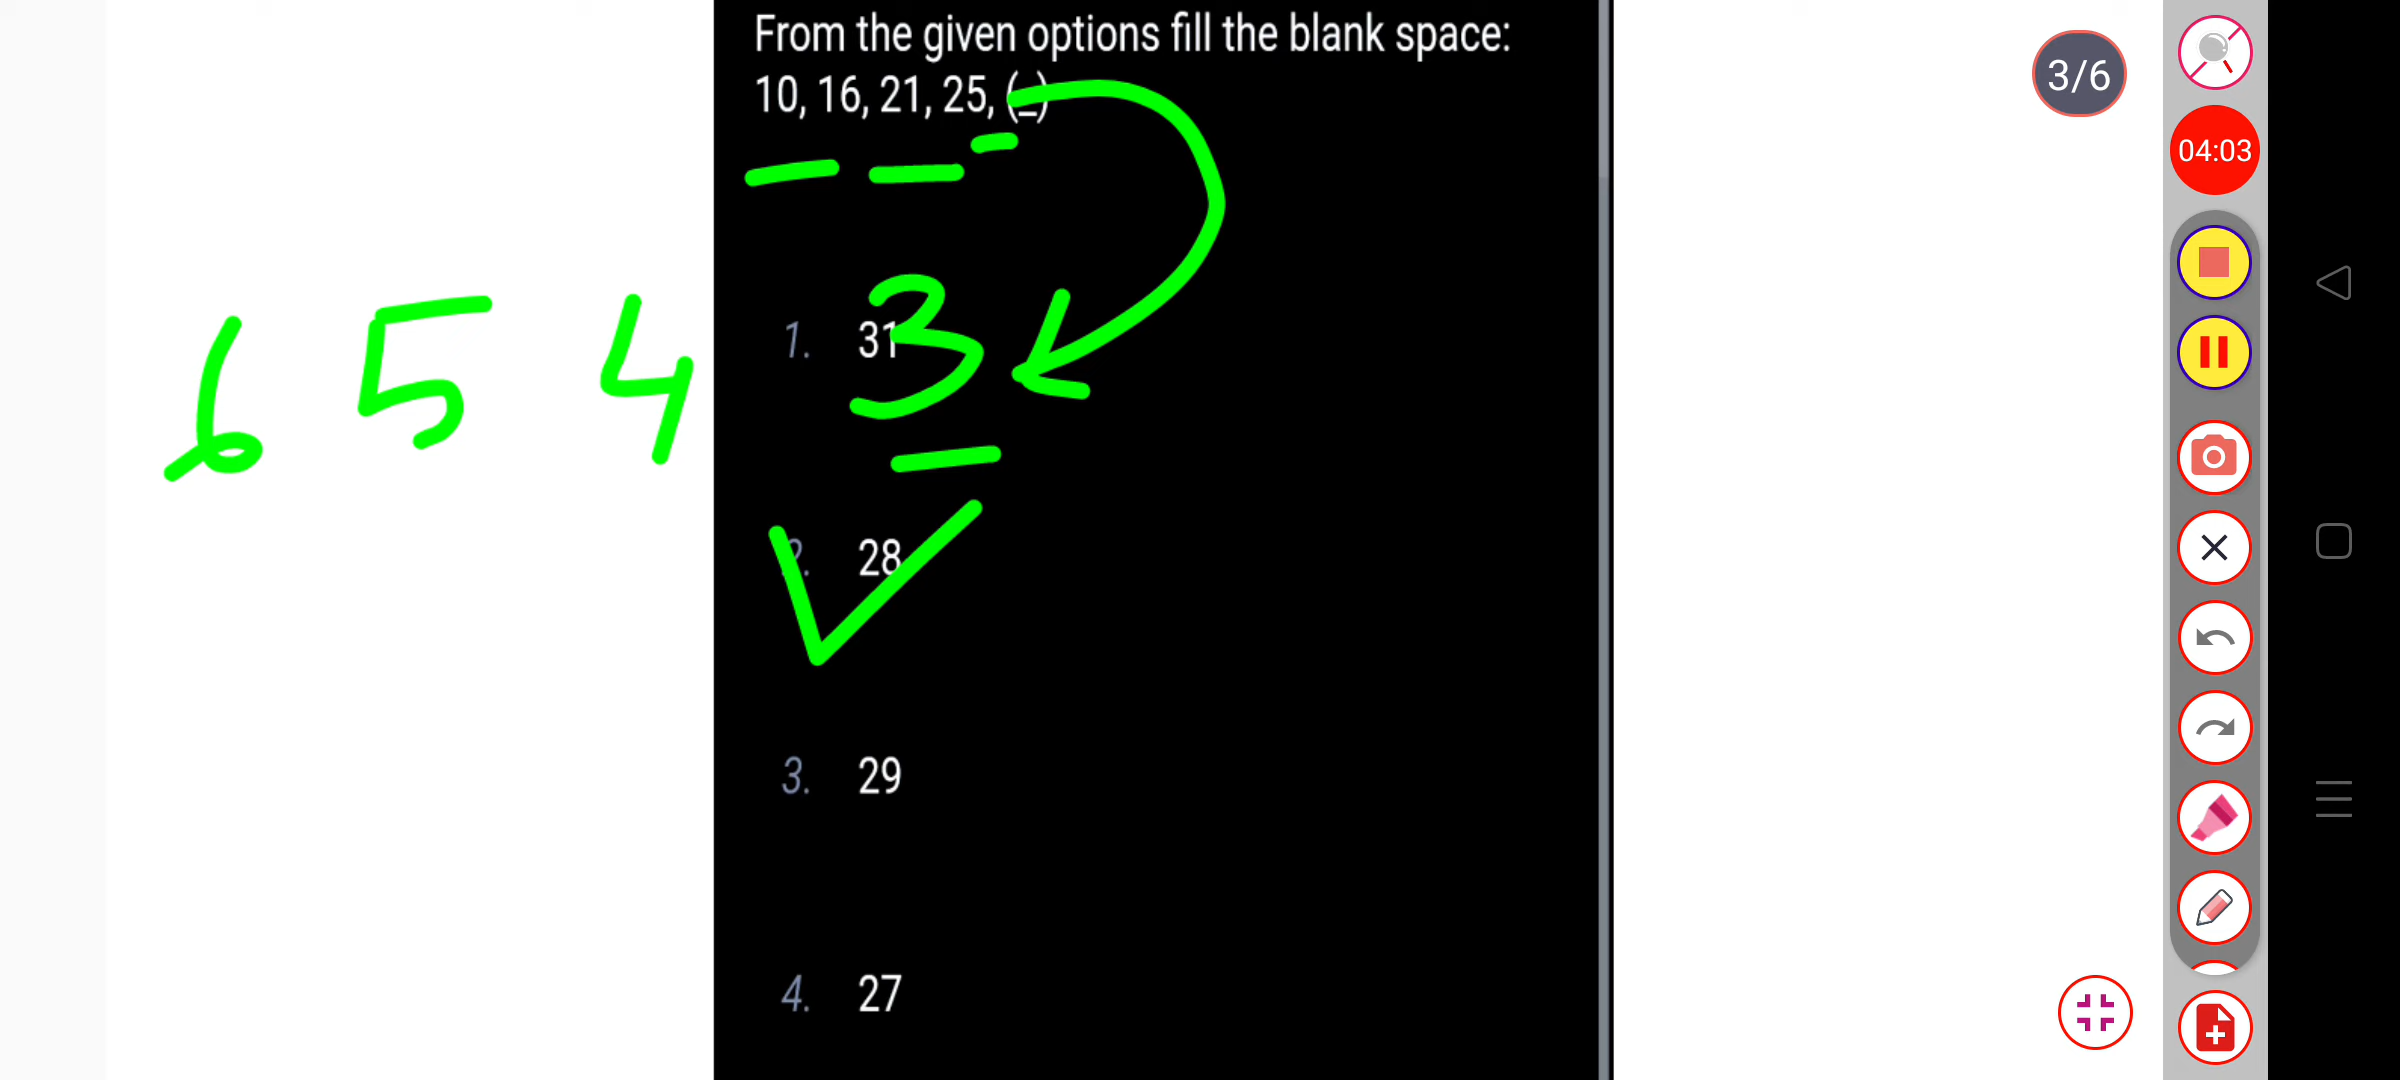 From the given options fill the blank space:
10, 16, 21, 25, (_)
3/6
04:03
6 5 4 3
1. 31
2. 28
3. 29
4. 27